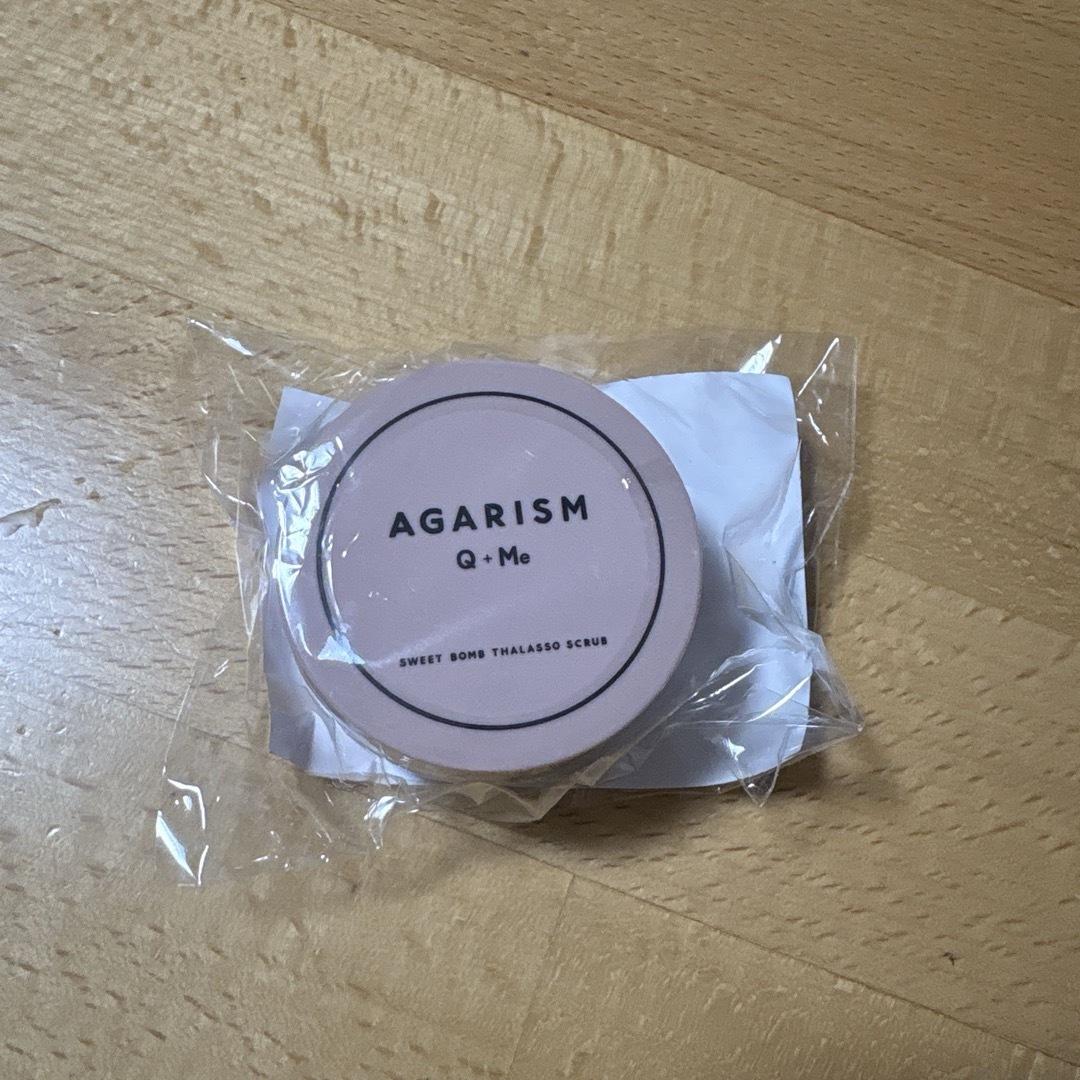 AGARISM
Q + Me
SWEET BOMB THALASSO SCRUB